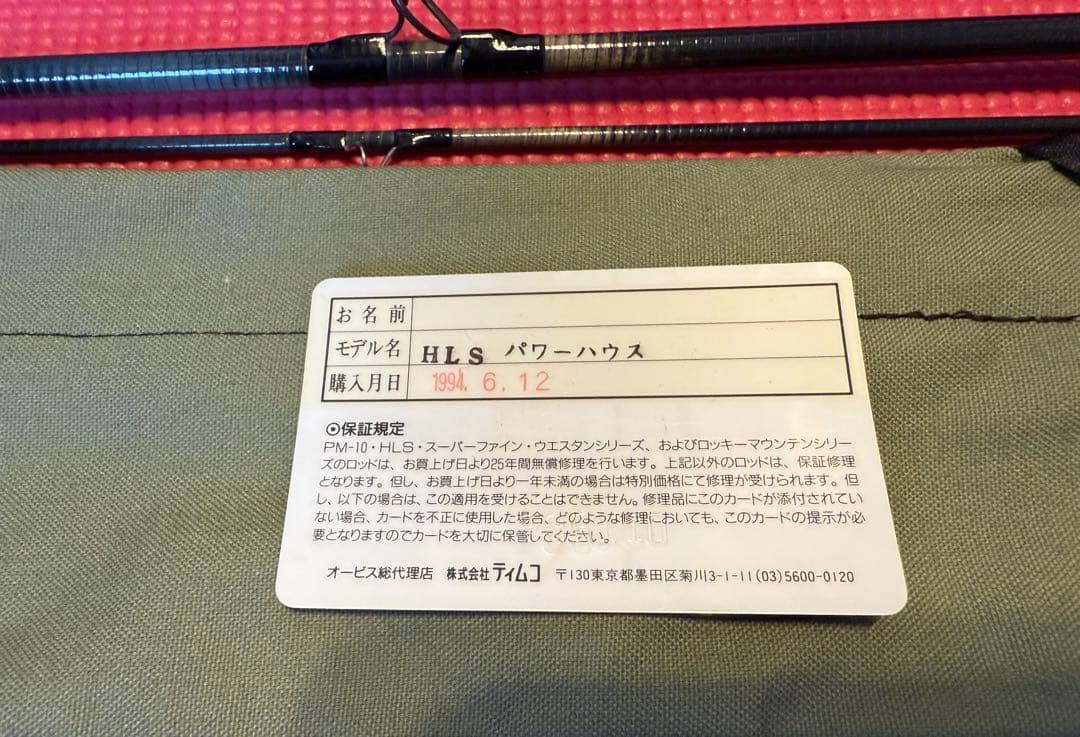 お名前
モデル名 HLS パワーハウス
購入月日 1994. 6. 12
⦿保証規定
PM-10・HLS・スーパーファイン・ウエスタンシリーズ、およびロッキーマウンテンシリー
ズのロッドは、お買上げ日より25年間無償修理を行います。上記以外のロッドは、保証修理
となります。但し、お買上げ日より一年未満の場合は特別価格にて修理が受けられます。但
し、以下の場合は、この適用を受けることはできません。修理品にこのカードが添付されてい
ない場合、カードを不正に使用した場合、どのような修理においても、このカードの提示が必
要となりますのでカードを大切に保管してください。
オービス総代理店 株式会社ティムコ 〒130東京都墨田区菊川3-1-11(03)5600-0120